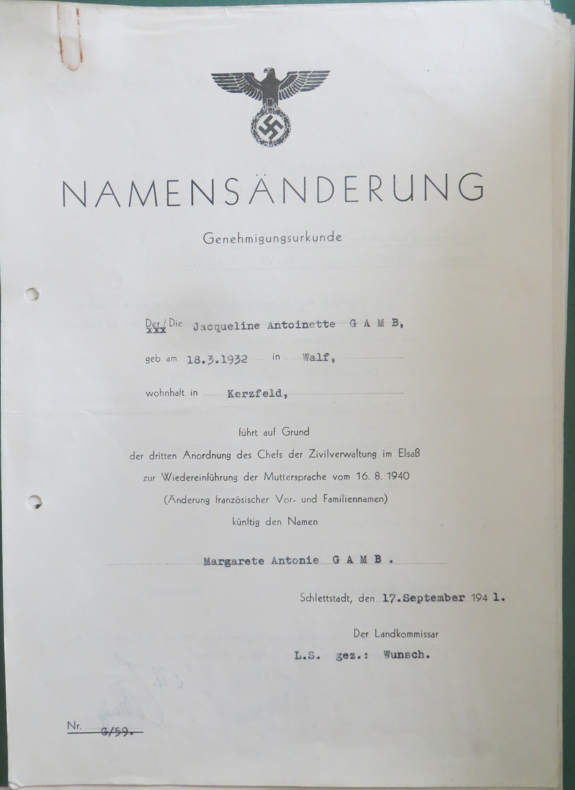 NAMENSÄNDERUNG
Genehmigungsurkunde
Der/Die Jacqueline Antoinette G A M B,
geb. am 18.3.1932 in Walf,
wohnhaft in Kerzfeld,
führt auf Grund
der dritten Anordnung des Chefs der Zivilverwaltung im Elsaß
zur Wiedereinführung der Muttersprache vom 16. 8. 1940
(Änderung französischer Vor- und Familiennamen)
künftig den Namen
Margarete Antonie G A M B .
Schlettstadt, den 17.September 1941.
Der Landkommissar
L.S. gez.: Wunsch.
Nr. G/59.